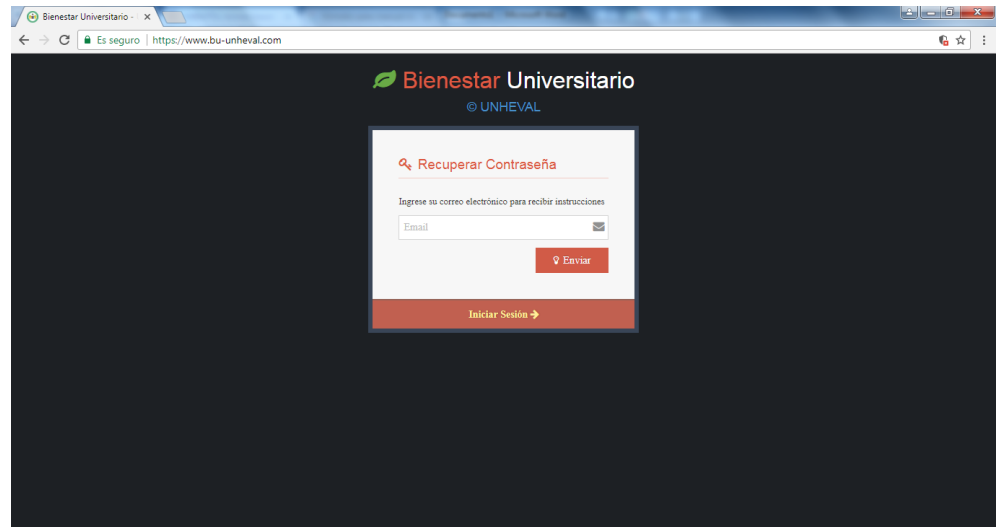 Bienestar Universitario -
Es seguro | https://www.bu-unheval.com
Bienestar Universitario
© UNHEVAL
Recuperar Contraseña
Ingrese su correo electrónico para recibir instrucciones
Email
Enviar
Iniciar Sesión